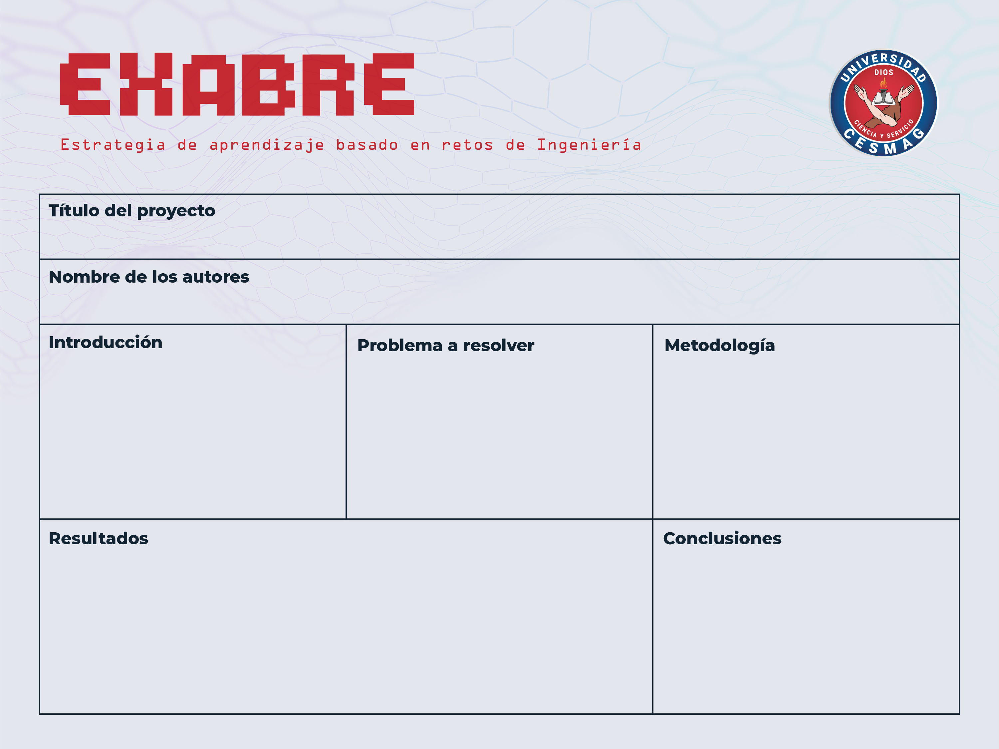 EXABRE
Estrategia de aprendizaje basado en retos de Ingeniería
UNIVERSIDAD
DIOS
CIENCIA Y SERVICIO
CESMAG
Título del proyecto
Nombre de los autores
Introducción
Problema a resolver
Metodología
Resultados
Conclusiones